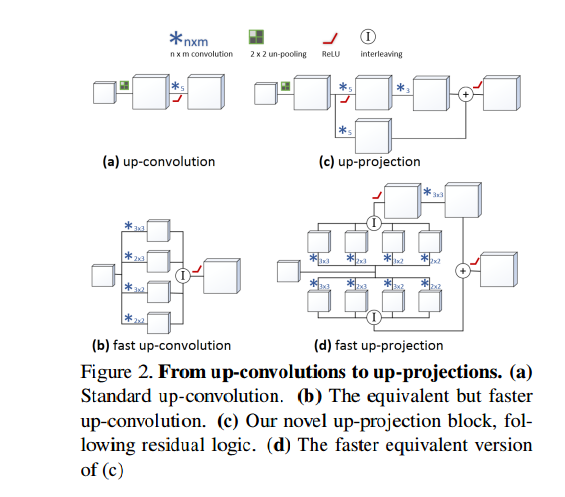 *nxm
n x m convolution 2 x 2 un-pooling ReLU I interleaving
*5
*5 *3
+
*5
(a) up-convolution (c) up-projection
*3x3
*2x3
*3x2
*2x2
I
*3x3
I
*3x3 *2x3 *3x2 *2x2
+
*3x3 *2x3 *3x2 *2x2
I
(b) fast up-convolution (d) fast up-projection
Figure 2. From up-convolutions to up-projections. (a)
Standard up-convolution. (b) The equivalent but faster
up-convolution. (c) Our novel up-projection block, fol-
lowing residual logic. (d) The faster equivalent version
of (c)